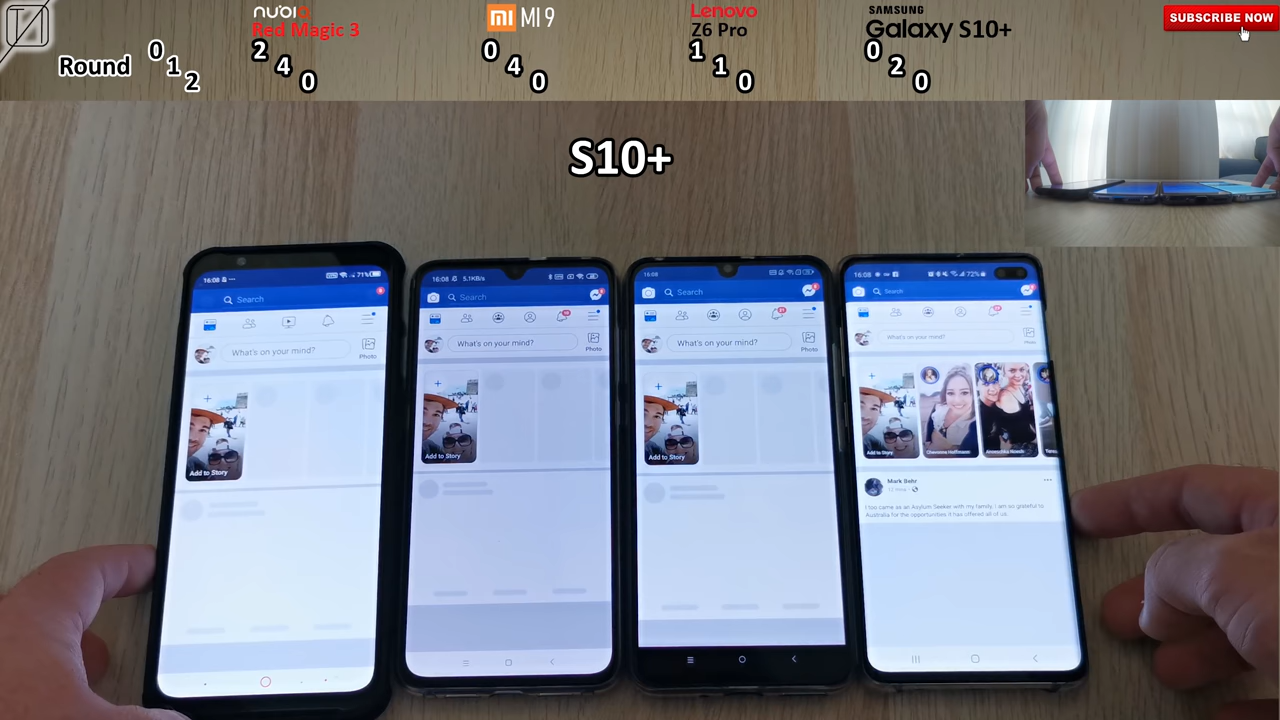 nubia
Red Magic 3
MI 9
Lenovo
Z6 Pro
SAMSUNG
Galaxy S10+
SUBSCRIBE NOW
Round 0 1 2
2 4 0
0 4 0
1 1 0
0 2 0
S10+
16:08
71%
Search
What's on your mind?
Photo
Add to Story
16:08
5.1KB/s
Search
What's on your mind?
Photo
Add to Story
16:08
Search
What's on your mind?
Photo
Add to Story
16:08
72%
Search
What's on your mind?
Photo
Add to Story
Mark Behr
I too came as an Asylum Seeker with my family. I am so grateful to
Australia for the opportunities it has offered all of us.